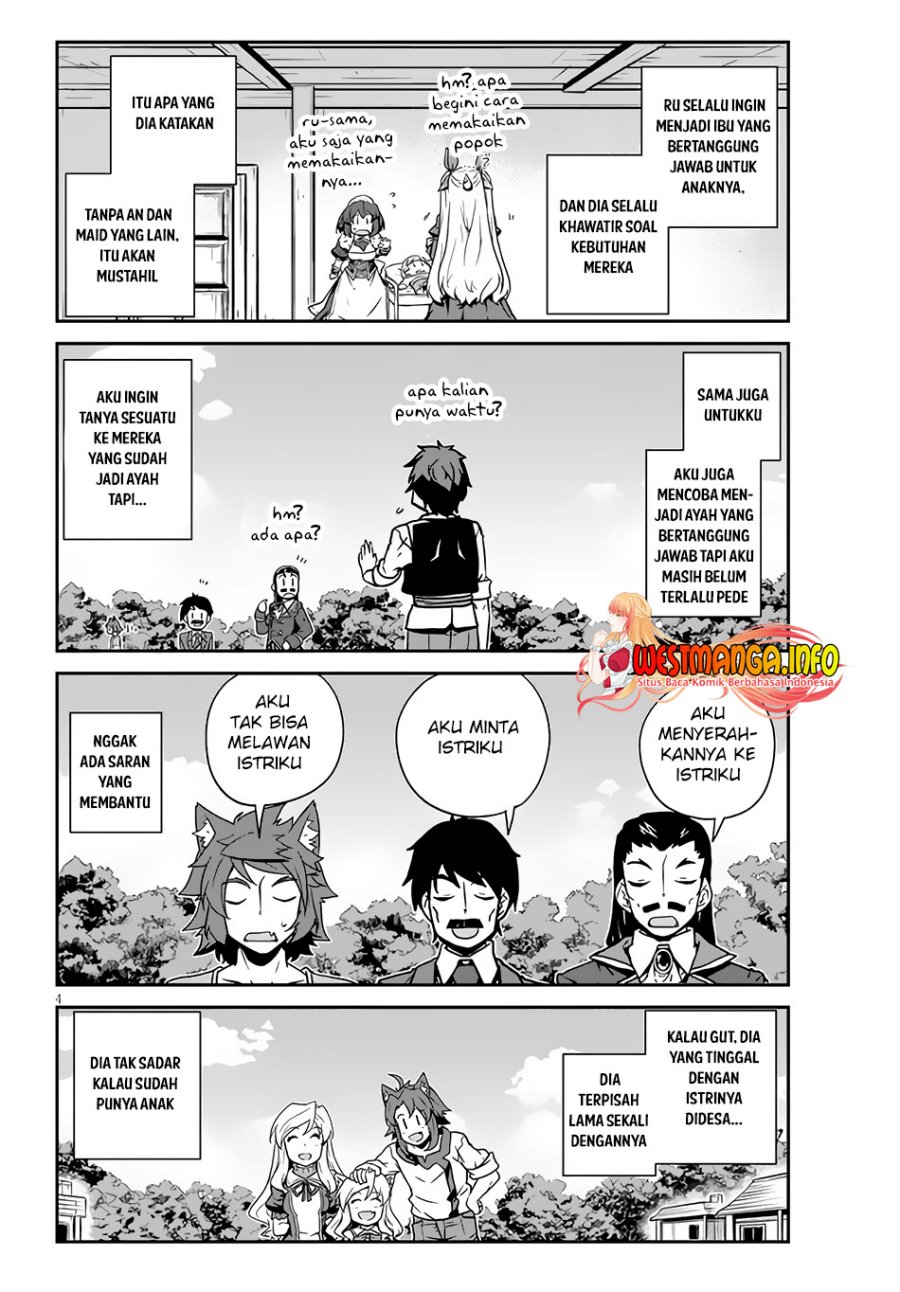 RU SELALU INGIN
MENJADI IBU YANG
BERTANGGUNG
JAWAB UNTUK
ANAKNYA,
DAN DIA SELALU
KHAWATIR SOAL
KEBUTUHAN
MEREKA
hm? apa
begini cara
memakaikan
popok
ru-sama,
aku saja yang
memakaikan-
nya...
ITU APA YANG
DIA KATAKAN
TANPA AN DAN
MAID YANG LAIN,
ITU AKAN
MUSTAHIL
SAMA JUGA
UNTUKKU
AKU JUGA
MENCOBA MEN-
JADI AYAH YANG
BERTANGGUNG
JAWAB TAPI AKU
MASIH BELUM
TERLALU PEDE
apa kalian
punya waktu?
hm?
ada apa?
AKU INGIN
TANYA SESUATU
KE MEREKA
YANG SUDAH
JADI AYAH
TAPI...
WESTMANGA.INFO
Situs Baca Komik Berbahasa Indonesia
AKU
MENYERAH-
KANNYA KE
ISTRIKU
AKU MINTA
ISTRIKU
AKU
TAK BISA
MELAWAN
ISTRIKU
NGGAK
ADA SARAN
YANG
MEMBANTU
4
KALAU GUT, DIA
YANG TINGGAL
DENGAN
ISTRINYA
DIDESA...
DIA
TERPISAH
LAMA SEKALI
DENGANNYA
DIA TAK SADAR
KALAU SUDAH
PUNYA ANAK